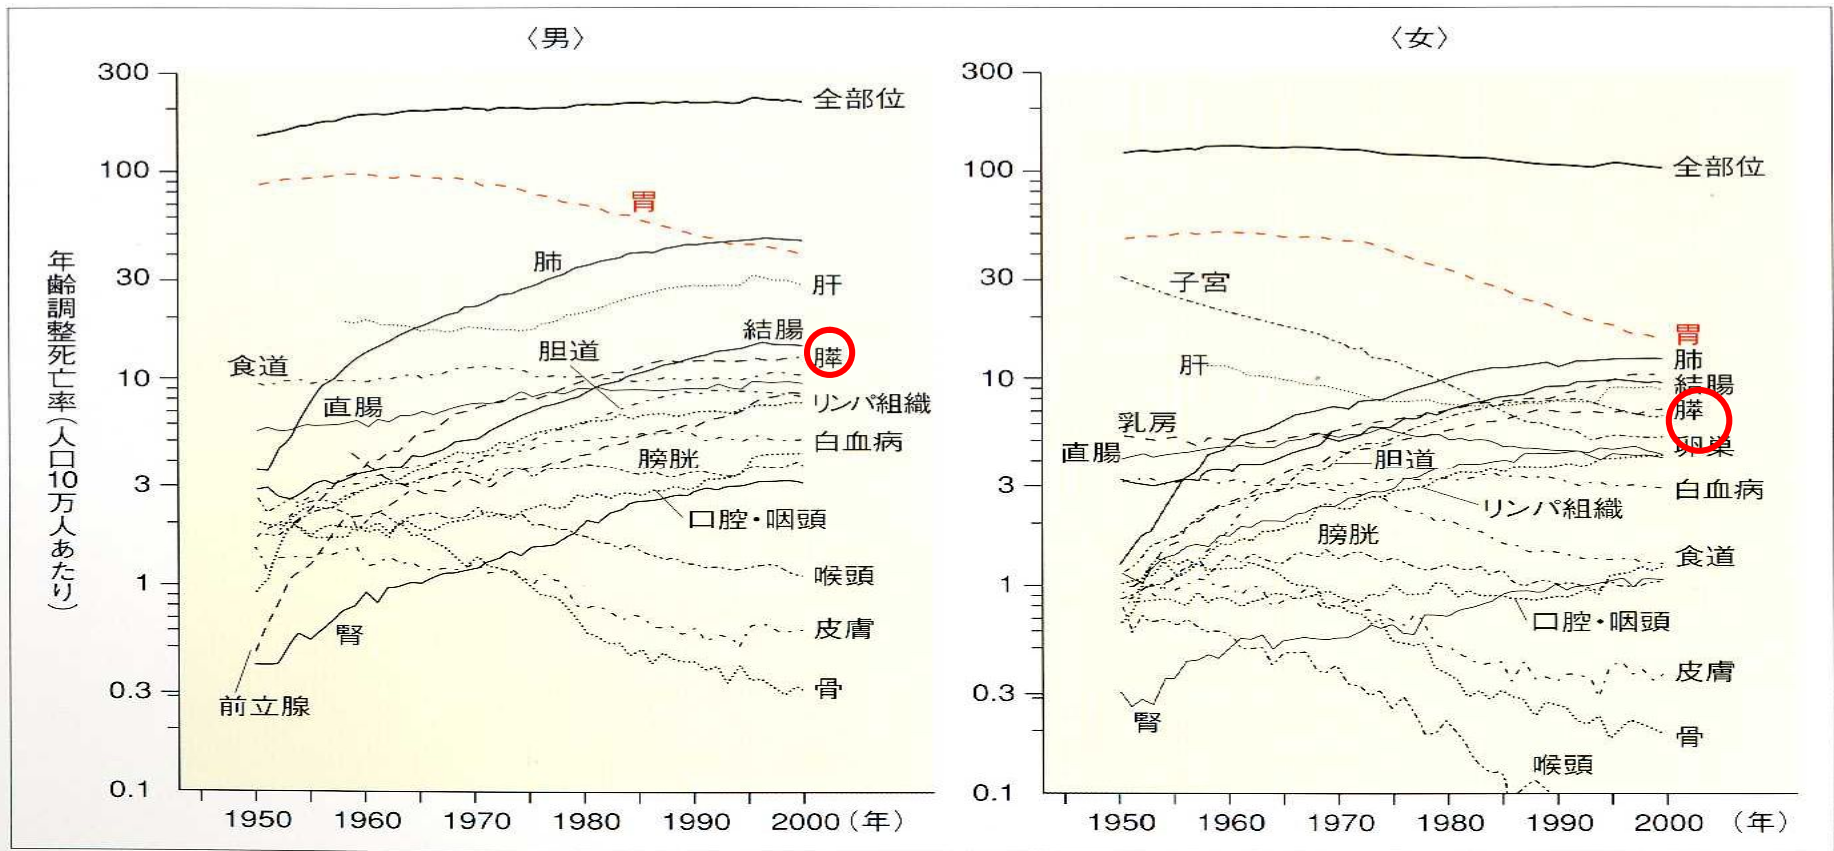 〈男〉
300
100
30
10
3
1
0.3
0.1
年齢調整死亡率(人口10万人あたり)
全部位
胃
肺
肝
結腸
膵
食道
胆道
直腸
リンパ組織
白血病
膀胱
口腔・咽頭
喉頭
腎
皮膚
骨
前立腺
1950 1960 1970 1980 1990 2000(年)
〈女〉
300
100
30
10
3
1
0.3
0.1
全部位
子宮
胃
肝
肺
結腸
膵
乳房
卵巣
直腸
胆道
白血病
リンパ組織
膀胱
食道
口腔・咽頭
皮膚
腎
骨
喉頭
1950 1960 1970 1980 1990 2000 (年)